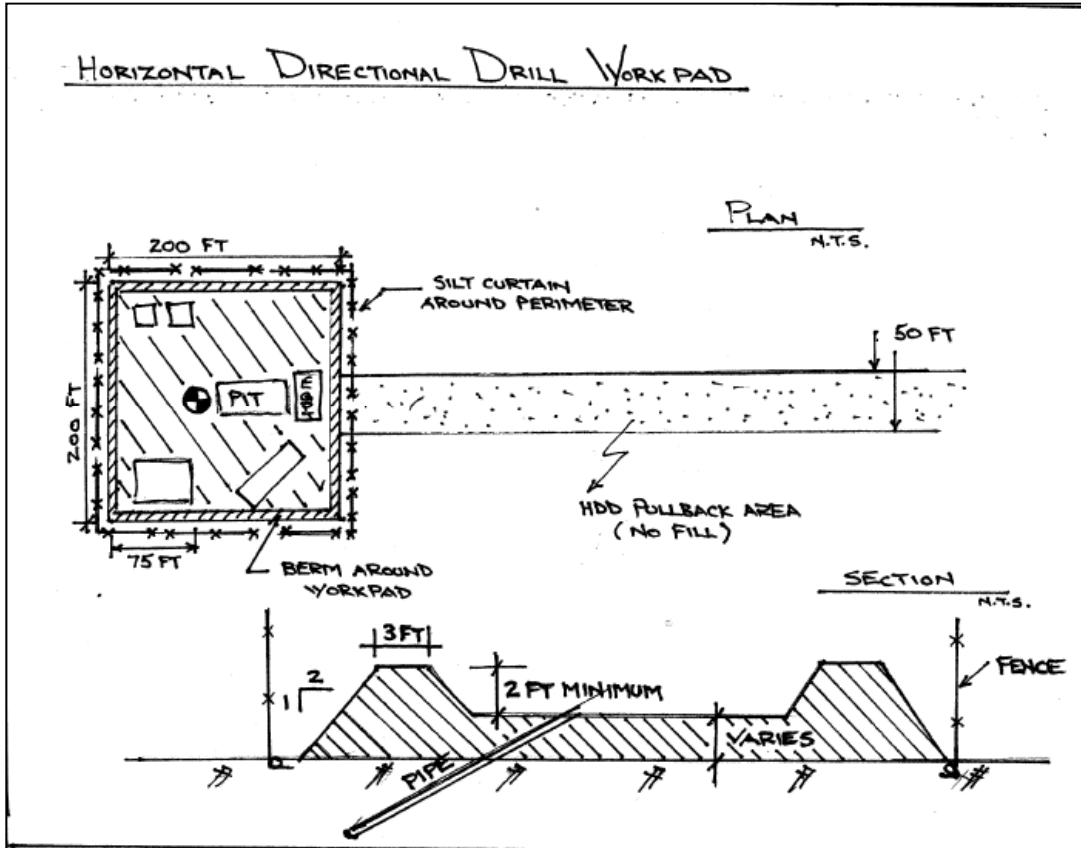 HORIZONTAL DIRECTIONAL DRILL WORKPAD
PLAN
N.T.S.
200 FT
SILT CURTAIN
AROUND PERIMETER
50 FT
200 FT
PIT
HDD PULLBACK AREA
(NO FILL)
75 FT
BERM AROUND
WORKPAD
SECTION
N.T.S.
3 FT
2
1
2 FT MINIMUM
FENCE
VARIES
PIPE